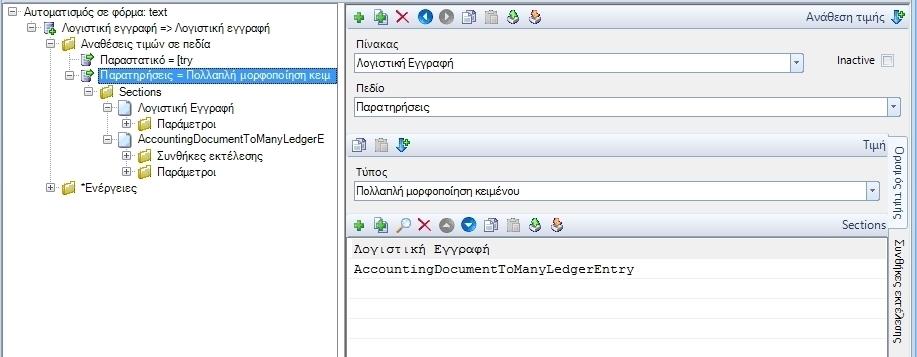 Αυτοματισμός σε φόρμα: text
Λογιστική εγγραφή => Λογιστική εγγραφή
Αναθέσεις τιμών σε πεδία
Παραστατικό = [try
Παρατηρήσεις = Πολλαπλή μορφοποίηση κειμ
Sections
Λογιστική Εγγραφή
Παράμετροι
AccountingDocumentToManyLedgerE
Συνθήκες εκτέλεσης
Παράμετροι
*Ενέργειες
Ανάθεση τιμής
Πίνακας
Λογιστική Εγγραφή
Inactive
Πεδίο
Παρατηρήσεις
Τιμή
Τύπος
Πολλαπλή μορφοποίηση κειμένου
Sections
Λογιστική Εγγραφή
AccountingDocumentToManyLedgerEntry
Ορισμός τιμής
Συνθήκες εκτέλεσης